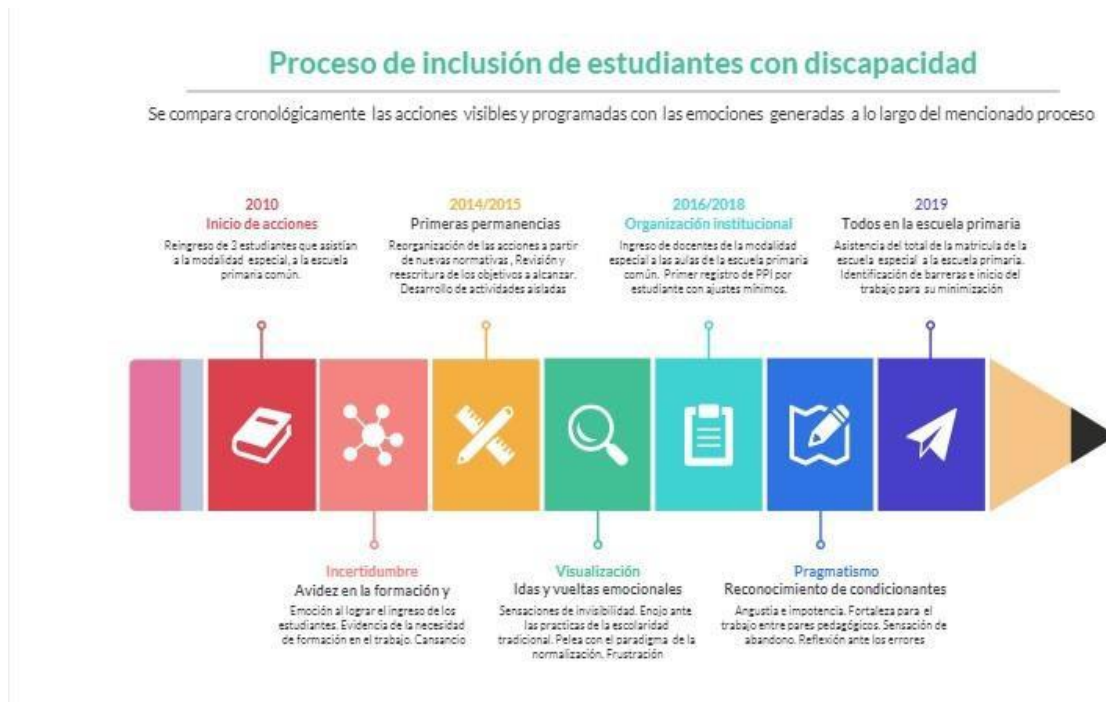 Proceso de inclusión de estudiantes con discapacidad
Se compara cronológicamente las acciones visibles y programadas con las emociones generadas a lo largo del mencionado proceso
2010
Inicio de acciones
Reingreso de 2 estudiantes que asistían
a la modalidad especial, a la escuela
primaria común.
2014/2015
Primeras permanencias
Reorganización de las acciones a partir
de nuevas normativas , Revisión y
reescritura de los objetivos a alcanzar.
Desarrollo de actividades aisladas
2016/2018
Organización institucional
Ingreso de docentes de la modalidad
especial a las aulas de la escuela primaria
común. Primer registro de PPI por
estudiante con ajustes mínimos.
2019
Todos en la escuela primaria
Asistencia del total de la matricula de la
escuela especial a la escuela primaria.
Identificación de barreras e inicio del
trabajo para su minimización
Incertidumbre
Avidez en la formación y
Emoción al lograr el ingreso de los
estudiantes. Evidencia de la necesidad
de formación en el trabajo. Cansancio
Visualización
Idas y vueltas emocionales
Sensaciones de invisibilidad. Enojo ante
las practicas de la escolaridad
tradicional. Pelea con el paradigma de la
normalización. Frustración
Pragmatismo
Reconocimiento de condicionantes
Angustia e impotencia. Fortaleza para el
trabajo entre pares pedagógicos. Sensación de
abandono. Reflexión ante los errores